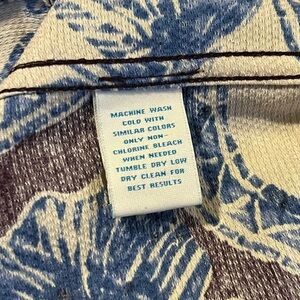 MACHINE WASH
COLD WITH
SIMILAR COLORS
ONLY NON-
CHLORINE BLEACH
WHEN NEEDED
TUMBLE DRY LOW
DRY CLEAN FOR
BEST RESULTS